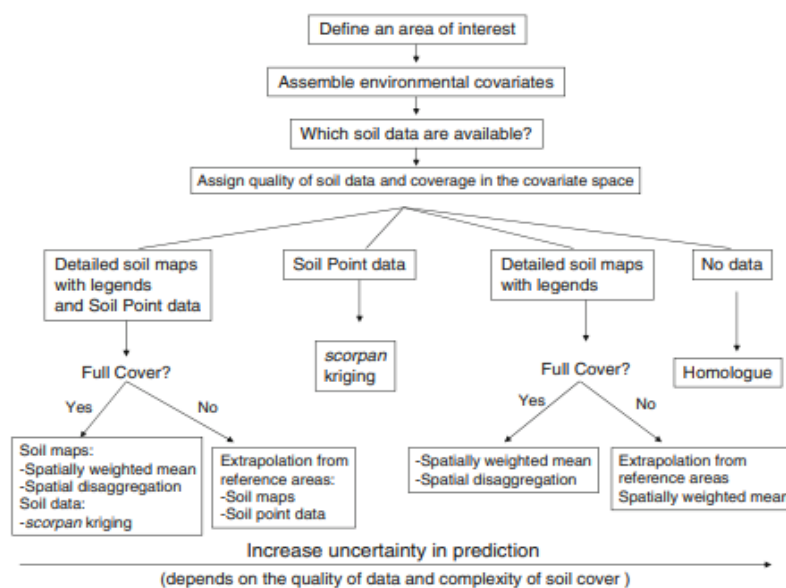 Define an area of interest
Assemble environmental covariates
Which soil data are available?
Assign quality of soil data and coverage in the covariate space
Detailed soil maps
with legends
and Soil Point data
Soil Point data
Detailed soil maps
with legends
No data
scorpan
kriging
Homologue
Full Cover?
Yes
No
Full Cover?
Yes
No
Soil maps:
-Spatially weighted mean
-Spatial disaggregation
Soil data:
-scorpan kriging
Extrapolation from
reference areas:
-Soil maps
-Soil point data
-Spatially weighted mean
-Spatial disaggregation
Extrapolation from
reference areas
Spatially weighted mean
Increase uncertainty in prediction
(depends on the quality of data and complexity of soil cover )